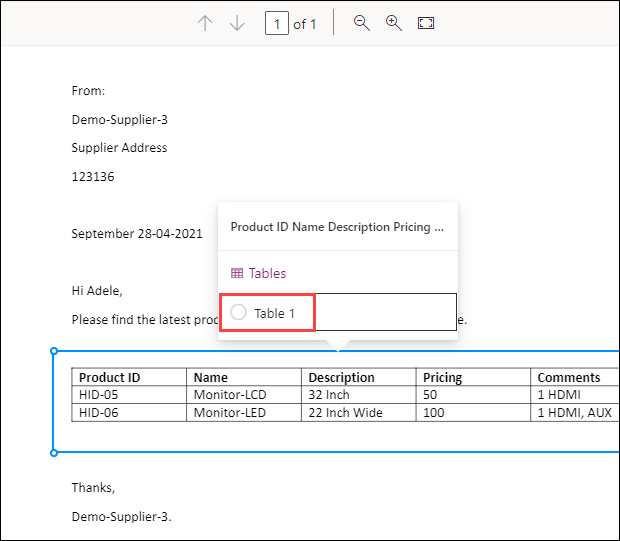 1 of 1
From:
Demo-Supplier-3
Supplier Address
123136
September 28-04-2021
Product ID Name Description Pricing ...
Tables
Table 1
Hi Adele,
Please find the latest e.
Product ID Name Description Pricing Comments
HID-05 Monitor-LCD 32 Inch 50 1 HDMI
HID-06 Monitor-LED 22 Inch Wide 100 1 HDMI, AUX
Thanks,
Demo-Supplier-3.